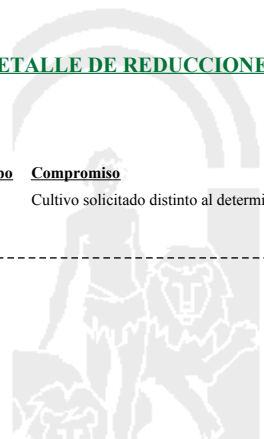 ETALLE DE REDUCCIONE
po Compromiso
Cultivo solicitado distinto al determi